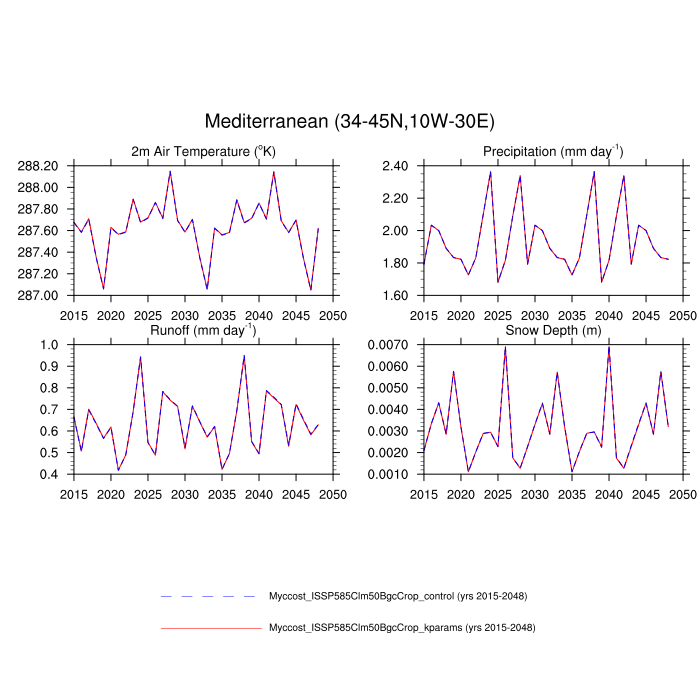 Mediterranean (34-45N,10W-30E)
2m Air Temperature (°K)
288.20
288.00
287.80
287.60
287.40
287.20
287.00
2015 2020 2025 2030 2035 2040 2045 2050
Precipitation (mm day⁻¹)
2.40
2.20
2.00
1.80
1.60
2015 2020 2025 2030 2035 2040 2045 2050
Runoff (mm day⁻¹)
1.0
0.9
0.8
0.7
0.6
0.5
0.4
2015 2020 2025 2030 2035 2040 2045 2050
Snow Depth (m)
0.0070
0.0060
0.0050
0.0040
0.0030
0.0020
0.0010
2015 2020 2025 2030 2035 2040 2045 2050
Myccost_ISSP585Clm50BgcCrop_control (yrs 2015-2048)
Myccost_ISSP585Clm50BgcCrop_kparams (yrs 2015-2048)